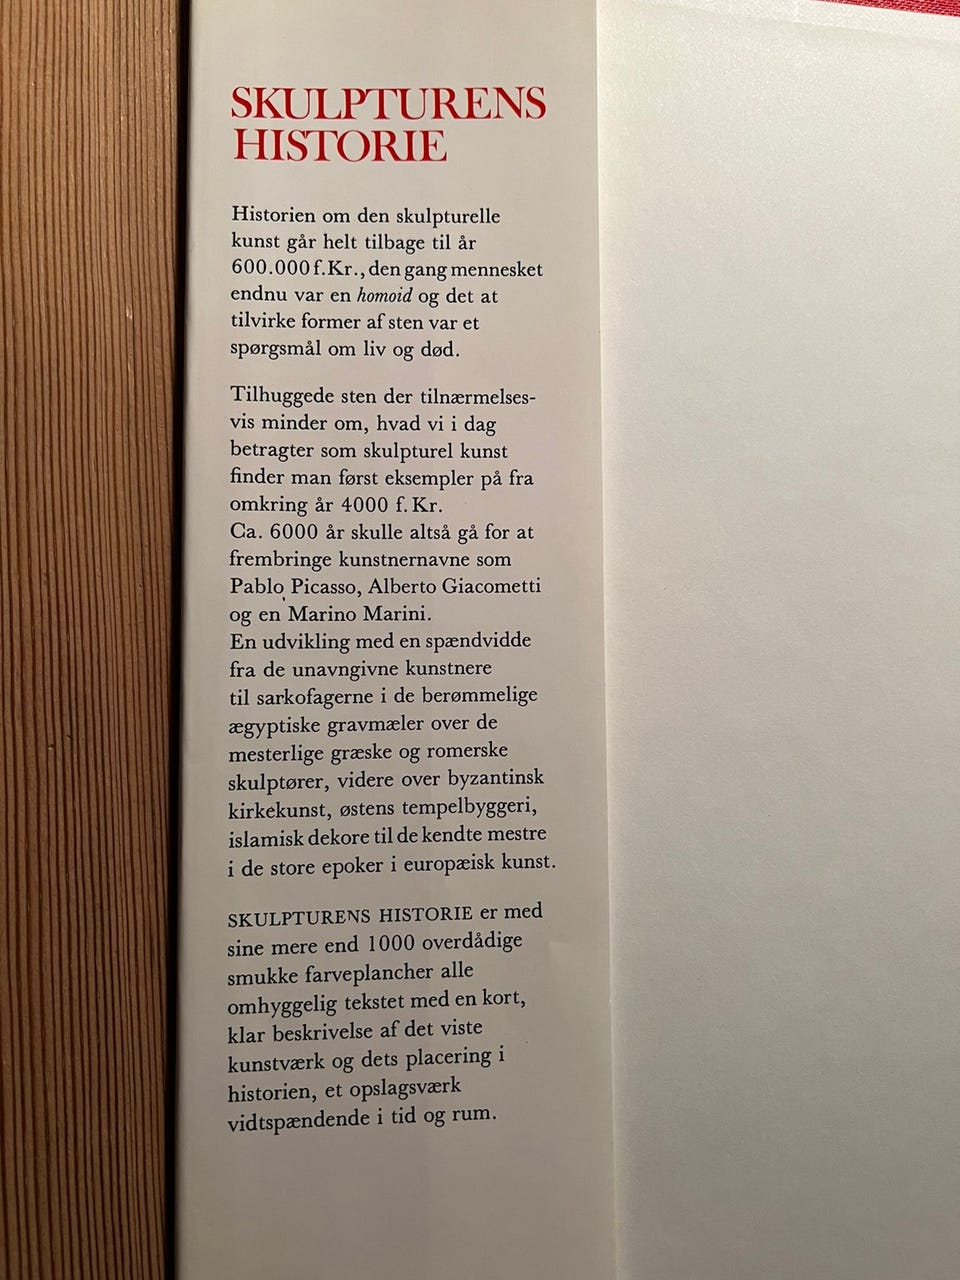 SKULPTURENS
HISTORIE
Historien om den skulpturelle
kunst går helt tilbage til år
600.000 f.Kr., den gang mennesket
endnu var en homoid og det at
tilvirke former af sten var et
spørgsmål om liv og død.
Tilhuggede sten der tilnærmelses-
vis minder om, hvad vi i dag
betragter som skulpturel kunst
finder man først eksempler på fra
omkring år 4000 f. Kr.
Ca. 6000 år skulle altså gå for at
frembringe kunstnernavne som
Pablo Picasso, Alberto Giacometti
og en Marino Marini.
En udvikling med en spændvidde
fra de unavngivne kunstnere
til sarkofagerne i de berømmelige
ægyptiske gravmæler over de
mesterlige græske og romerske
skulptører, videre over byzantinsk
kirkekunst, østens tempelbyggeri,
islamisk dekore til de kendte mestre
i de store epoker i europæisk kunst.
SKULPTURENS HISTORIE er med
sine mere end 1000 overdådige
smukke farveplancher alle
omhyggelig tekstet med en kort,
klar beskrivelse af det viste
kunstværk og dets placering i
historien, et opslagsværk
vidtspændende i tid og rum.